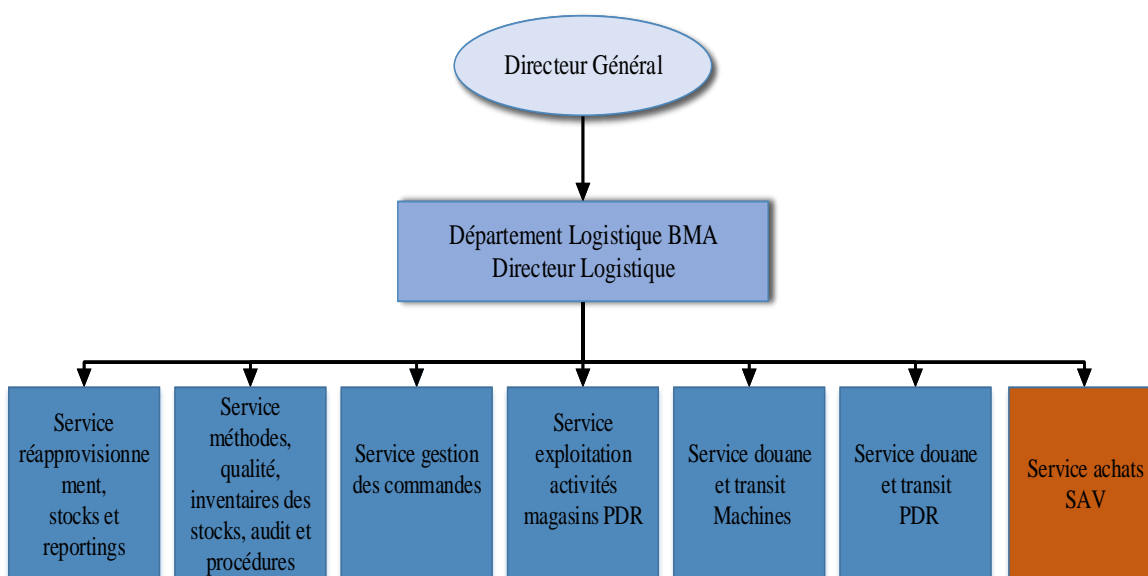 Directeur Général
Département Logistique BMA
Directeur Logistique
Service
réapprovisionne
ment,
stocks et
reportings
Service
méthodes,
qualité,
inventaires des
stocks, audit et
procédures
Service gestion
des commandes
Service
exploitation
activités
magasins PDR
Service douane
et transit
Machines
Service douane
et transit
PDR
Service achats
SAV